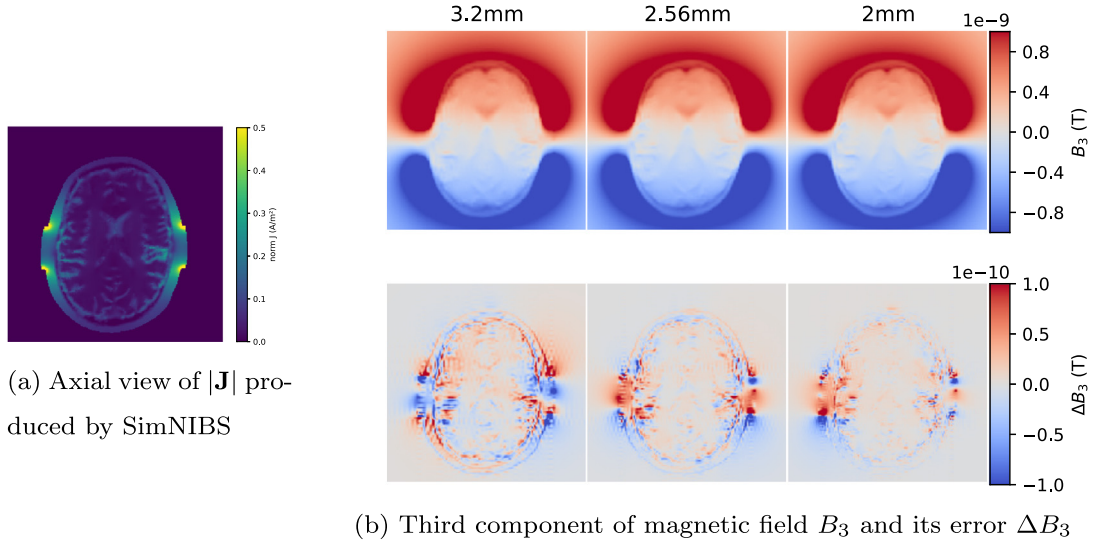 3.2mm 2.56mm 2mm
1e−9
0.8
0.4
0.0
−0.4
−0.8
B₃ (T)
0.5
0.4
0.3
0.2
0.1
0.0
norm J (A/m²)
(a) Axial view of |J| pro-
duced by SimNIBS
1e−10
1.0
0.5
0.0
−0.5
−1.0
ΔB₃ (T)
(b) Third component of magnetic field B₃ and its error ΔB₃